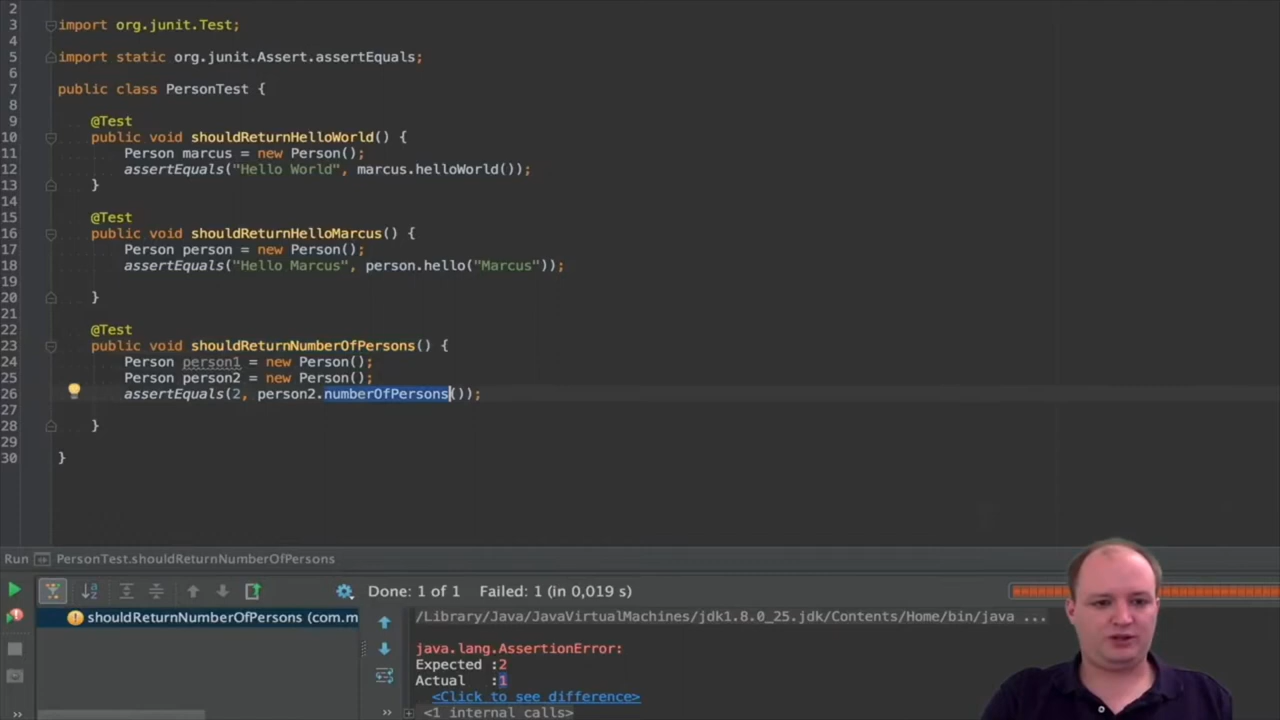 2
3 import org.junit.Test;
4
5 import static org.junit.Assert.assertEquals;
6
7 public class PersonTest {
8
9 @Test
10 public void shouldReturnHelloWorld() {
11 Person marcus = new Person();
12 assertEquals("Hello World", marcus.helloWorld());
13 }
14
15 @Test
16 public void shouldReturnHelloMarcus() {
17 Person person = new Person();
18 assertEquals("Hello Marcus", person.hello("Marcus"));
19
20 }
21
22 @Test
23 public void shouldReturnNumberOfPersons() {
24 Person person1 = new Person();
25 Person person2 = new Person();
26 assertEquals(2, person2.numberOfPersons());
27
28 }
29
30 }
Run PersonTest.shouldReturnNumberOfPersons
Done: 1 of 1 Failed: 1 (in 0,019 s)
shouldReturnNumberOfPersons (com.m
/Library/Java/JavaVirtualMachines/jdk1.8.0_25.jdk/Contents/Home/bin/java ...
java.lang.AssertionError:
Expected :2
Actual :1
<Click to see difference>
<1 internal calls>